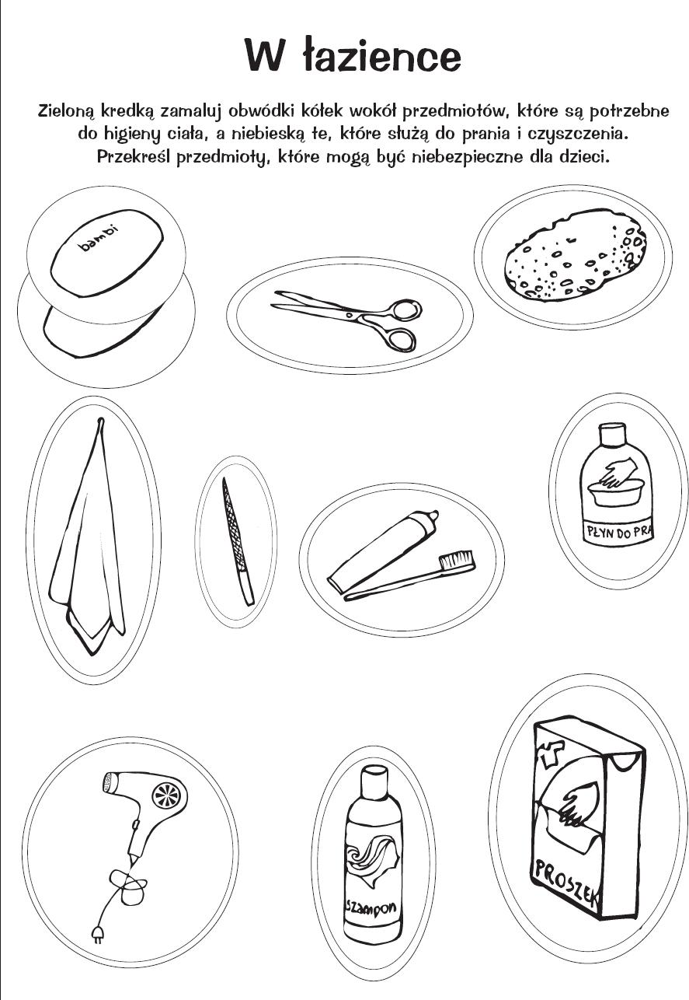 W łazience
Zieloną kredką zamaluj obwódki kółek wokół przedmiotów, które są potrzebne
do higieny ciała, a niebieską te, które służą do prania i czyszczenia.
Przekreśl przedmioty, które mogą być niebezpieczne dla dzieci.
bambi
PŁYN DO PRA
szampon
PROSZEK